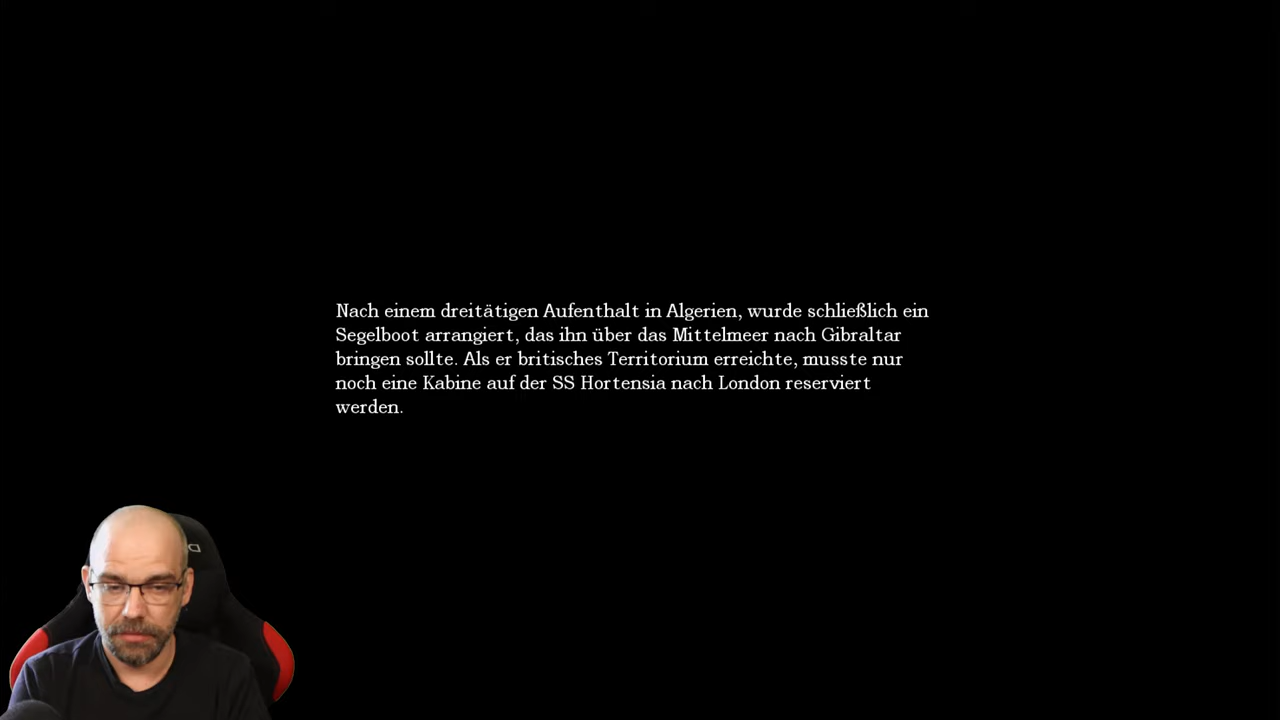 Nach einem dreitätigen Aufenthalt in Algerien, wurde schließlich ein
Segelboot arrangiert, das ihn über das Mittelmeer nach Gibraltar
bringen sollte. Als er britisches Territorium erreichte, musste nur
noch eine Kabine auf der SS Hortensia nach London reserviert
werden.